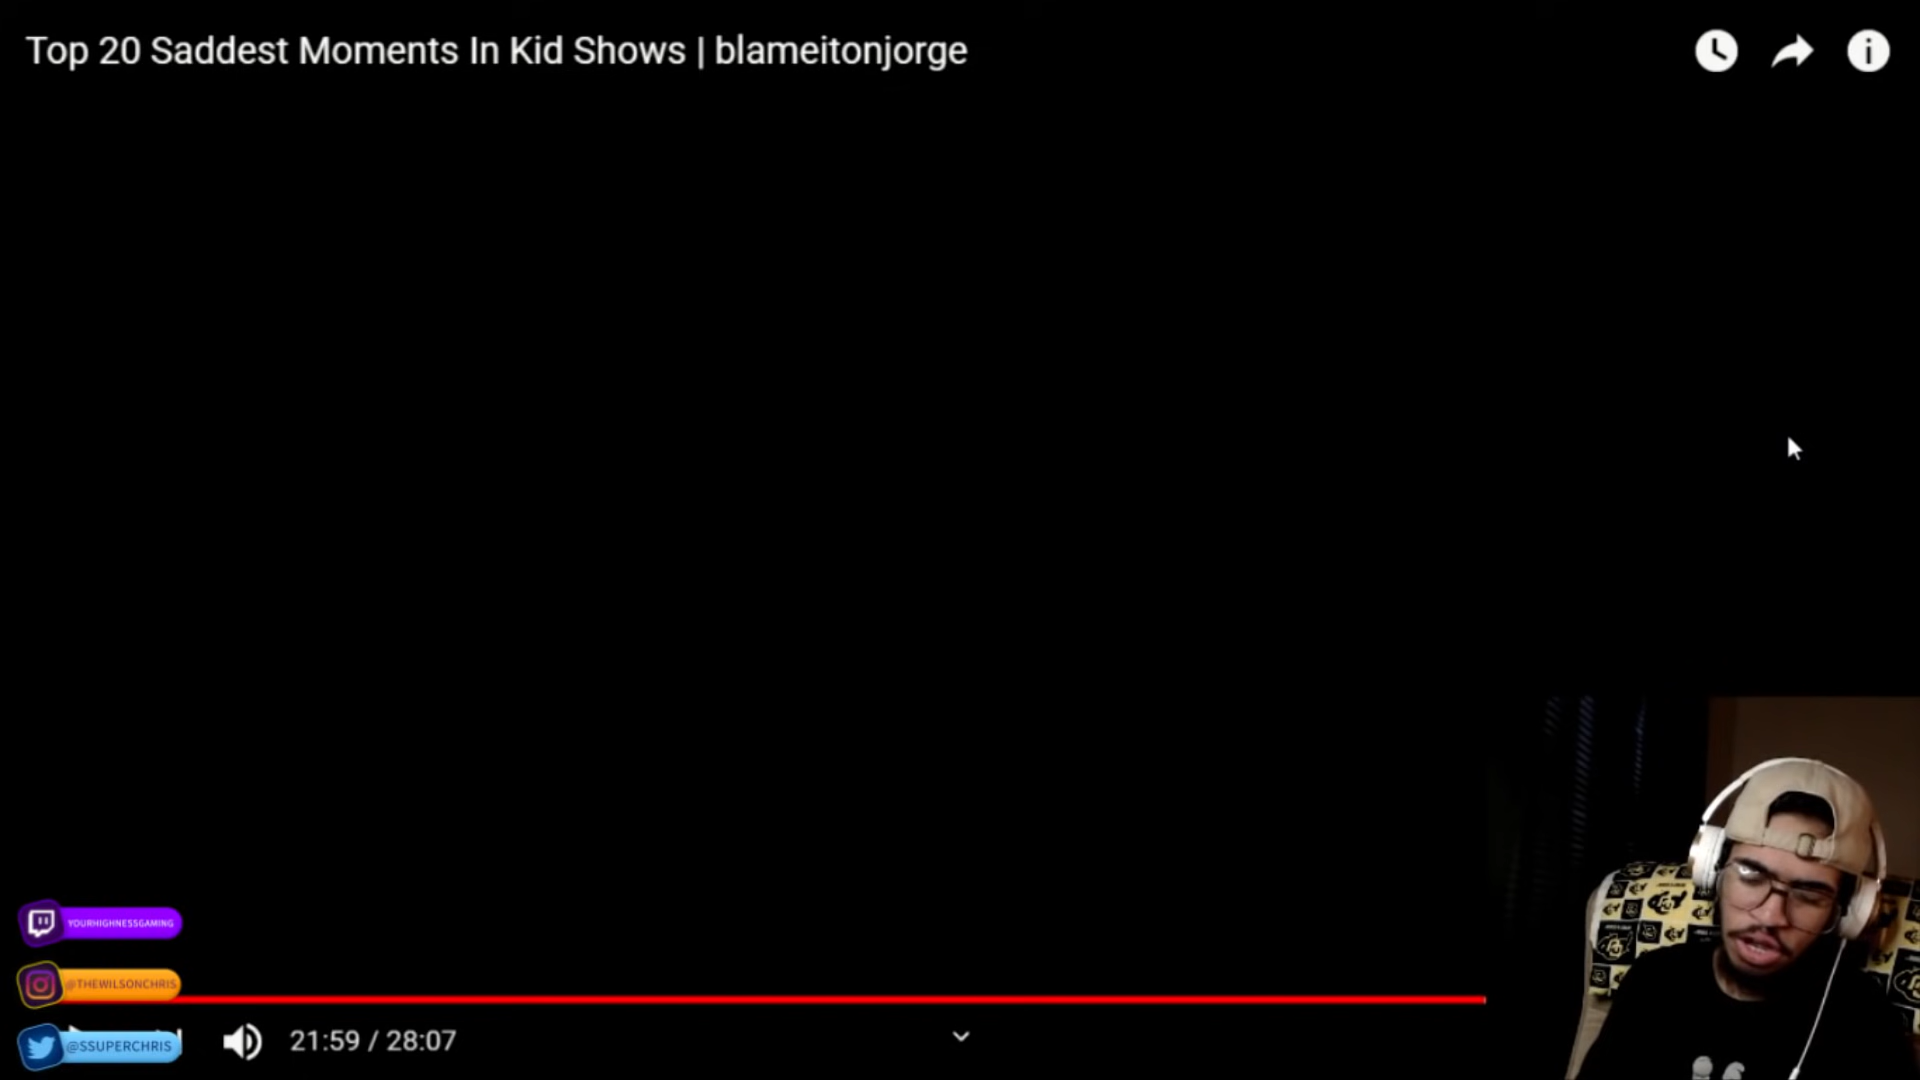 Top 20 Saddest Moments In Kid Shows | blameitonjorge
YOURHIGHNESSGAMING
@THEWILSONCHRIS
@SSUPERCHRIS
21:59 / 28:07